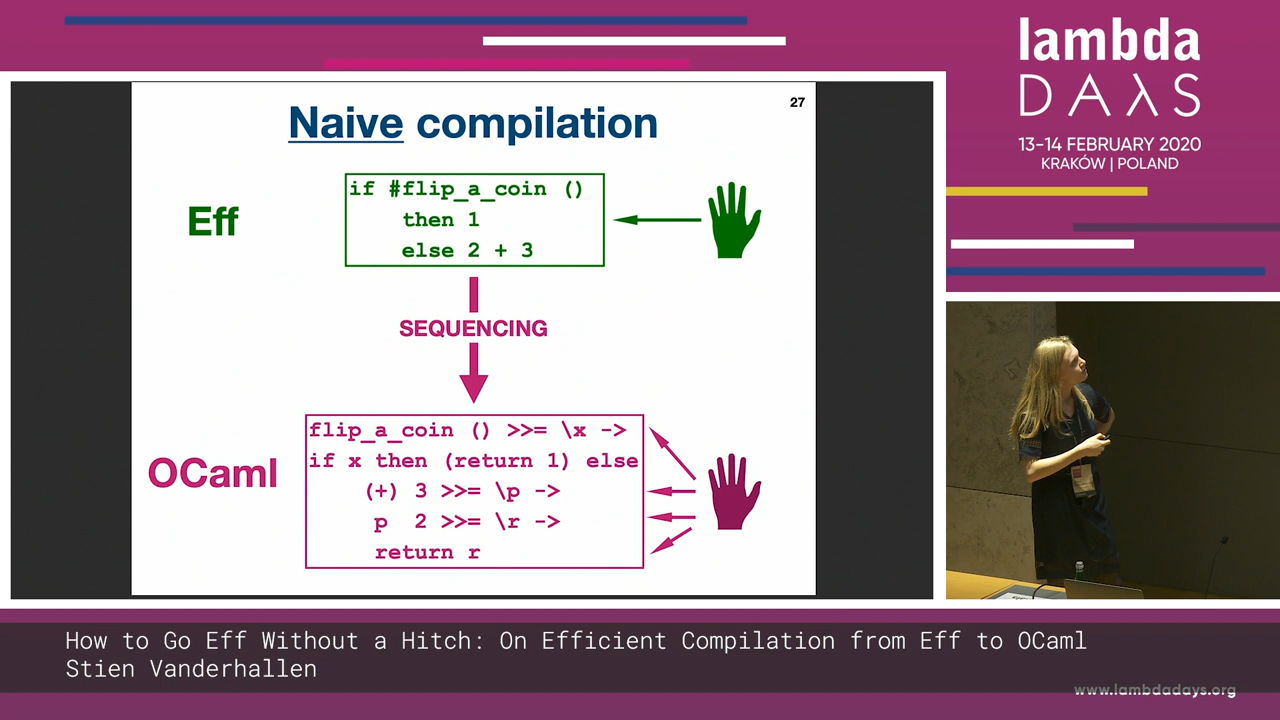 lambda
DAλS
13-14 FEBRUARY 2020
KRAKÓW | POLAND
27
Naive compilation
Eff
if #flip_a_coin ()
then 1
else 2 + 3
SEQUENCING
OCaml
flip_a_coin () >>= \x ->
if x then (return 1) else
(+) 3 >>= \p ->
p 2 >>= \r ->
return r
How to Go Eff Without a Hitch: On Efficient Compilation from Eff to OCaml
Stien Vanderhallen
www.lambdadays.org